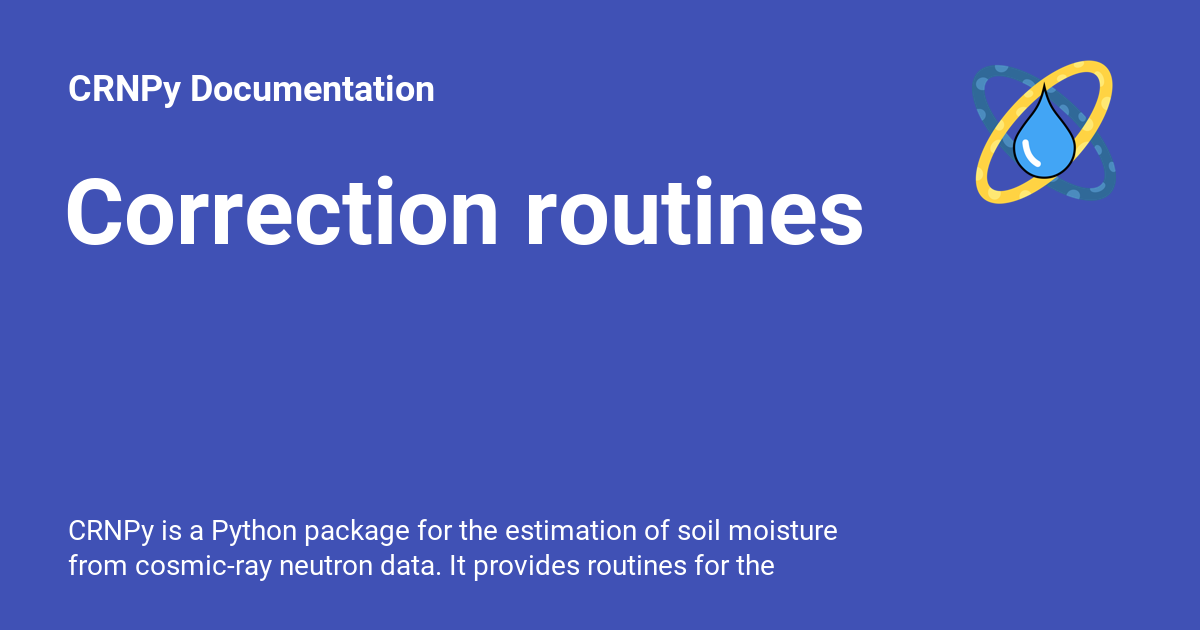 CRNPy Documentation
Correction routines
CRNPy is a Python package for the estimation of soil moisture
from cosmic-ray neutron data. It provides routines for the